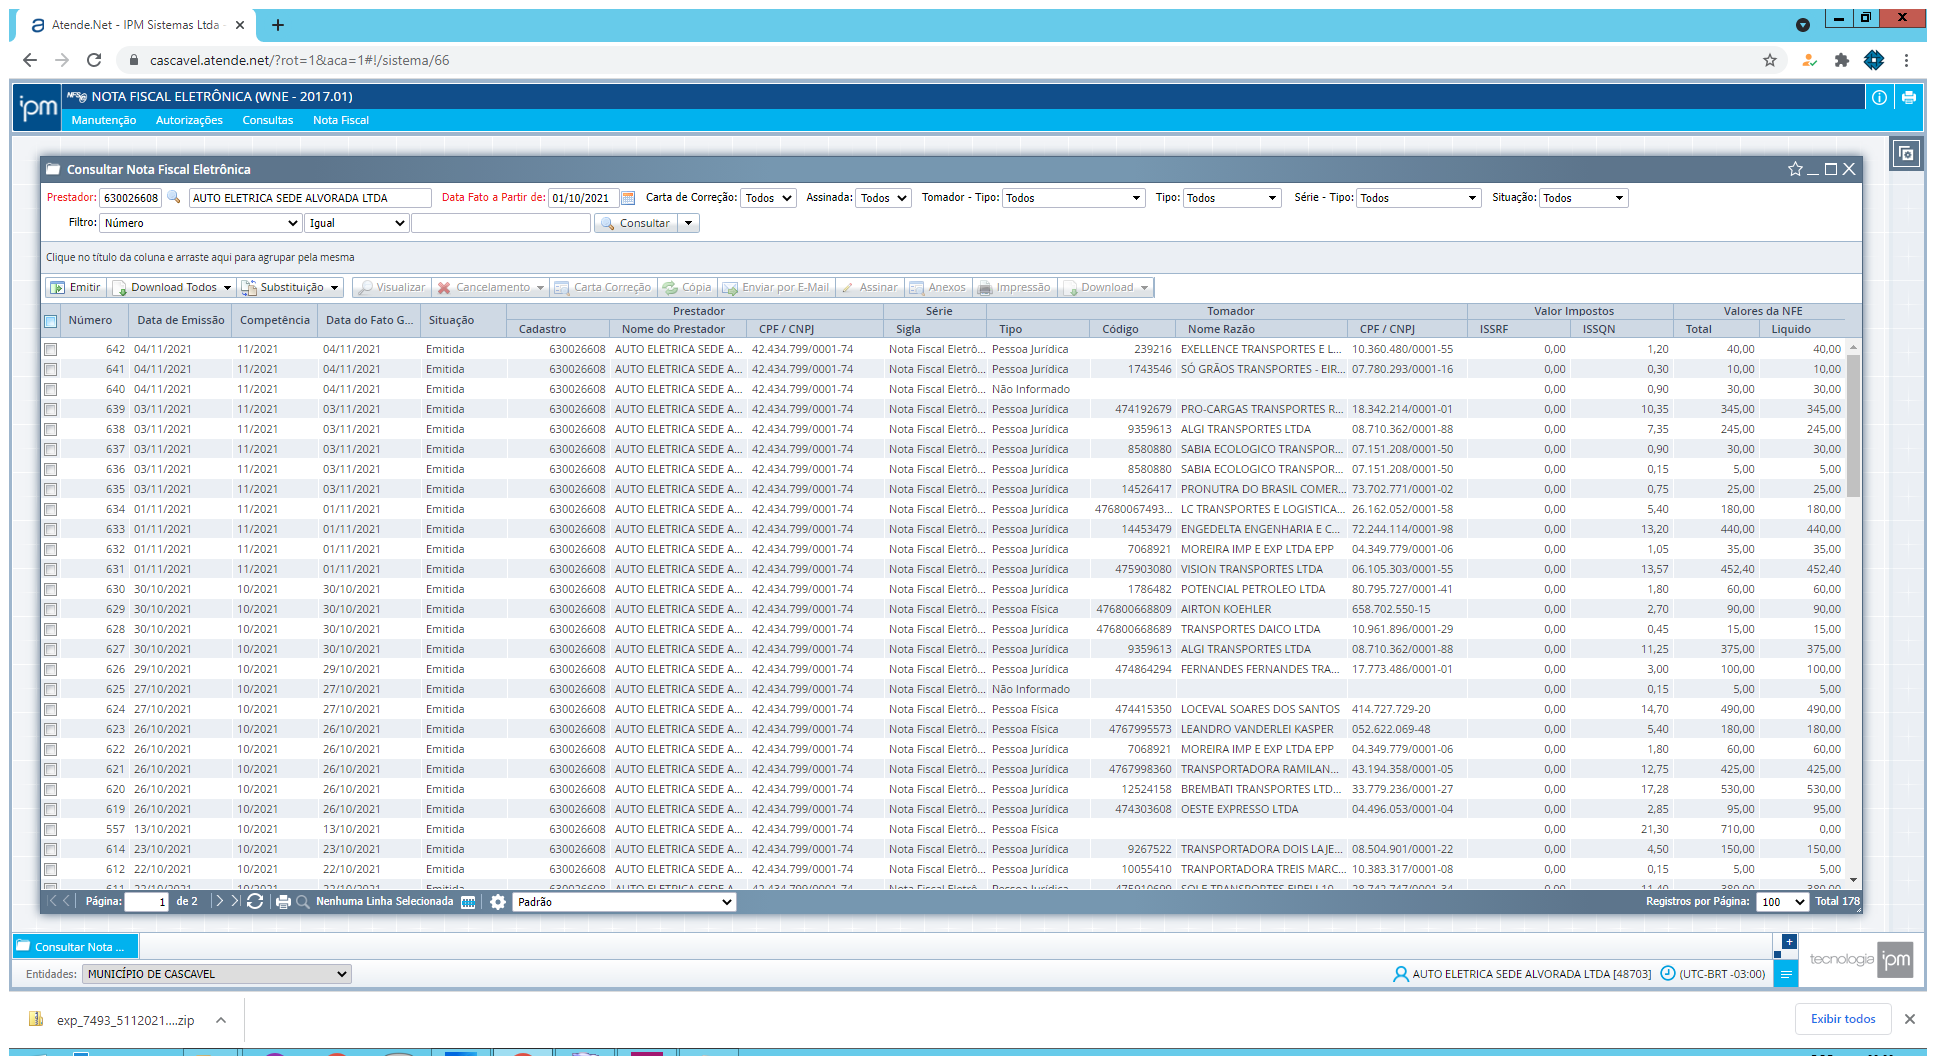 Atende.Net - IPM Sistemas Ltda
cascavel.atende.net/?rot=1&aca=1#!/sistema/66
ipm NFS-e NOTA FISCAL ELETRÔNICA (WNE - 2017.01)
Manutenção Autorizações Consultas Nota Fiscal
Consultar Nota Fiscal Eletrônica
Prestador: 630026608 AUTO ELETRICA SEDE ALVORADA LTDA Data Fato a Partir de: 01/10/2021 Carta de Correção: Todos Assinada: Todos Tomador - Tipo: Todos Tipo: Todos Série - Tipo: Todos Situação: Todos
Filtro: Número Igual Consultar
Clique no título da coluna e arraste aqui para agrupar pela mesma
Emitir Download Todos Substituição Visualizar Cancelamento Carta Correção Cópia Enviar por E-Mail Assinar Anexos Impressão Download
Prestador Série Tomador Valor Impostos Valores da NFE
Número Data de Emissão Competência Data do Fato G... Situação Cadastro Nome do Prestador CPF / CNPJ Sigla Tipo Código Nome Razão CPF / CNPJ ISSRF ISSQN Total Liquido
642 04/11/2021 11/2021 04/11/2021 Emitida 630026608 AUTO ELETRICA SEDE A... 42.434.799/0001-74 Nota Fiscal Eletrô... Pessoa Jurídica 239216 EXELLENCE TRANSPORTES E L... 10.360.480/0001-55 0,00 1,20 40,00 40,00
641 04/11/2021 11/2021 04/11/2021 Emitida 630026608 AUTO ELETRICA SEDE A... 42.434.799/0001-74 Nota Fiscal Eletrô... Pessoa Jurídica 1743546 SÓ GRÃOS TRANSPORTES - EIR... 07.780.293/0001-16 0,00 0,30 10,00 10,00
640 04/11/2021 11/2021 04/11/2021 Emitida 630026608 AUTO ELETRICA SEDE A... 42.434.799/0001-74 Nota Fiscal Eletrô... Não Informado 0,00 0,90 30,00 30,00
639 03/11/2021 11/2021 03/11/2021 Emitida 630026608 AUTO ELETRICA SEDE A... 42.434.799/0001-74 Nota Fiscal Eletrô... Pessoa Jurídica 474192679 PRO-CARGAS TRANSPORTES R... 18.342.214/0001-01 0,00 10,35 345,00 345,00
638 03/11/2021 11/2021 03/11/2021 Emitida 630026608 AUTO ELETRICA SEDE A... 42.434.799/0001-74 Nota Fiscal Eletrô... Pessoa Jurídica 9359613 ALGI TRANSPORTES LTDA 08.710.362/0001-88 0,00 7,35 245,00 245,00
637 03/11/2021 11/2021 03/11/2021 Emitida 630026608 AUTO ELETRICA SEDE A... 42.434.799/0001-74 Nota Fiscal Eletrô... Pessoa Jurídica 8580880 SABIA ECOLOGICO TRANSPOR... 07.151.208/0001-50 0,00 0,90 30,00 30,00
636 03/11/2021 11/2021 03/11/2021 Emitida 630026608 AUTO ELETRICA SEDE A... 42.434.799/0001-74 Nota Fiscal Eletrô... Pessoa Jurídica 8580880 SABIA ECOLOGICO TRANSPOR... 07.151.208/0001-50 0,00 0,15 5,00 5,00
635 03/11/2021 11/2021 03/11/2021 Emitida 630026608 AUTO ELETRICA SEDE A... 42.434.799/0001-74 Nota Fiscal Eletrô... Pessoa Jurídica 14526417 PRONUTRA DO BRASIL COMER... 73.702.771/0001-02 0,00 0,75 25,00 25,00
634 01/11/2021 11/2021 01/11/2021 Emitida 630026608 AUTO ELETRICA SEDE A... 42.434.799/0001-74 Nota Fiscal Eletrô... Pessoa Jurídica 47680067493... LC TRANSPORTES E LOGISTICA... 26.162.052/0001-58 0,00 5,40 180,00 180,00
633 01/11/2021 11/2021 01/11/2021 Emitida 630026608 AUTO ELETRICA SEDE A... 42.434.799/0001-74 Nota Fiscal Eletrô... Pessoa Jurídica 14453479 ENGEDELTA ENGENHARIA E C... 72.244.114/0001-98 0,00 13,20 440,00 440,00
632 01/11/2021 11/2021 01/11/2021 Emitida 630026608 AUTO ELETRICA SEDE A... 42.434.799/0001-74 Nota Fiscal Eletrô... Pessoa Jurídica 7068921 MOREIRA IMP E EXP LTDA EPP 04.349.779/0001-06 0,00 1,05 35,00 35,00
631 01/11/2021 11/2021 01/11/2021 Emitida 630026608 AUTO ELETRICA SEDE A... 42.434.799/0001-74 Nota Fiscal Eletrô... Pessoa Jurídica 475903080 VISION TRANSPORTES LTDA 06.105.303/0001-55 0,00 13,57 452,40 452,40
630 30/10/2021 10/2021 30/10/2021 Emitida 630026608 AUTO ELETRICA SEDE A... 42.434.799/0001-74 Nota Fiscal Eletrô... Pessoa Jurídica 1786482 POTENCIAL PETROLEO LTDA 80.795.727/0001-41 0,00 1,80 60,00 60,00
629 30/10/2021 10/2021 30/10/2021 Emitida 630026608 AUTO ELETRICA SEDE A... 42.434.799/0001-74 Nota Fiscal Eletrô... Pessoa Física 476800668809 AIRTON KOEHLER 658.702.550-15 0,00 2,70 90,00 90,00
628 30/10/2021 10/2021 30/10/2021 Emitida 630026608 AUTO ELETRICA SEDE A... 42.434.799/0001-74 Nota Fiscal Eletrô... Pessoa Jurídica 476800668689 TRANSPORTES DAICO LTDA 10.961.896/0001-29 0,00 0,45 15,00 15,00
627 30/10/2021 10/2021 30/10/2021 Emitida 630026608 AUTO ELETRICA SEDE A... 42.434.799/0001-74 Nota Fiscal Eletrô... Pessoa Jurídica 9359613 ALGI TRANSPORTES LTDA 08.710.362/0001-88 0,00 11,25 375,00 375,00
626 29/10/2021 10/2021 29/10/2021 Emitida 630026608 AUTO ELETRICA SEDE A... 42.434.799/0001-74 Nota Fiscal Eletrô... Pessoa Jurídica 474864294 FERNANDES FERNANDES TRA... 17.773.486/0001-01 0,00 3,00 100,00 100,00
625 27/10/2021 10/2021 27/10/2021 Emitida 630026608 AUTO ELETRICA SEDE A... 42.434.799/0001-74 Nota Fiscal Eletrô... Não Informado 0,00 0,15 5,00 5,00
624 27/10/2021 10/2021 27/10/2021 Emitida 630026608 AUTO ELETRICA SEDE A... 42.434.799/0001-74 Nota Fiscal Eletrô... Pessoa Física 474415350 LOCEVAL SOARES DOS SANTOS 414.727.729-20 0,00 14,70 490,00 490,00
623 26/10/2021 10/2021 26/10/2021 Emitida 630026608 AUTO ELETRICA SEDE A... 42.434.799/0001-74 Nota Fiscal Eletrô... Pessoa Física 4767995573 LEANDRO VANDERLEI KASPER 052.622.069-48 0,00 5,40 180,00 180,00
622 26/10/2021 10/2021 26/10/2021 Emitida 630026608 AUTO ELETRICA SEDE A... 42.434.799/0001-74 Nota Fiscal Eletrô... Pessoa Jurídica 7068921 MOREIRA IMP E EXP LTDA EPP 04.349.779/0001-06 0,00 1,80 60,00 60,00
621 26/10/2021 10/2021 26/10/2021 Emitida 630026608 AUTO ELETRICA SEDE A... 42.434.799/0001-74 Nota Fiscal Eletrô... Pessoa Jurídica 4767998360 TRANSPORTADORA RAMILAN... 43.194.358/0001-05 0,00 12,75 425,00 425,00
620 26/10/2021 10/2021 26/10/2021 Emitida 630026608 AUTO ELETRICA SEDE A... 42.434.799/0001-74 Nota Fiscal Eletrô... Pessoa Jurídica 12524158 BREMBATI TRANSPORTES LTD... 33.779.236/0001-27 0,00 17,28 530,00 530,00
619 26/10/2021 10/2021 26/10/2021 Emitida 630026608 AUTO ELETRICA SEDE A... 42.434.799/0001-74 Nota Fiscal Eletrô... Pessoa Jurídica 474303608 OESTE EXPRESSO LTDA 04.496.053/0001-04 0,00 2,85 95,00 95,00
557 13/10/2021 10/2021 13/10/2021 Emitida 630026608 AUTO ELETRICA SEDE A... 42.434.799/0001-74 Nota Fiscal Eletrô... Pessoa Física 0,00 21,30 710,00 0,00
614 23/10/2021 10/2021 23/10/2021 Emitida 630026608 AUTO ELETRICA SEDE A... 42.434.799/0001-74 Nota Fiscal Eletrô... Pessoa Jurídica 9267522 TRANSPORTADORA DOIS LAJE... 08.504.901/0001-22 0,00 4,50 150,00 150,00
612 22/10/2021 10/2021 22/10/2021 Emitida 630026608 AUTO ELETRICA SEDE A... 42.434.799/0001-74 Nota Fiscal Eletrô... Pessoa Jurídica 10055410 TRANPORTADORA TREIS MARC... 10.383.317/0001-08 0,00 0,15 5,00 5,00
611 22/10/2021 10/2021 22/10/2021 Emitida 630026608 AUTO ELETRICA SEDE A... 42.434.799/0001-74 Nota Fiscal Eletrô... Pessoa Jurídica 0,00 11,40 380,00 380,00
Página: 1 de 2 Nenhuma Linha Selecionada Padrão Registros por Página: 100 Total 178
Consultar Nota ...
Entidades: MUNICÍPIO DE CASCAVEL AUTO ELETRICA SEDE ALVORADA LTDA [48703] (UTC-BRT -03:00) tecnologia ipm
exp_7493_5112021....zip Exibir todos